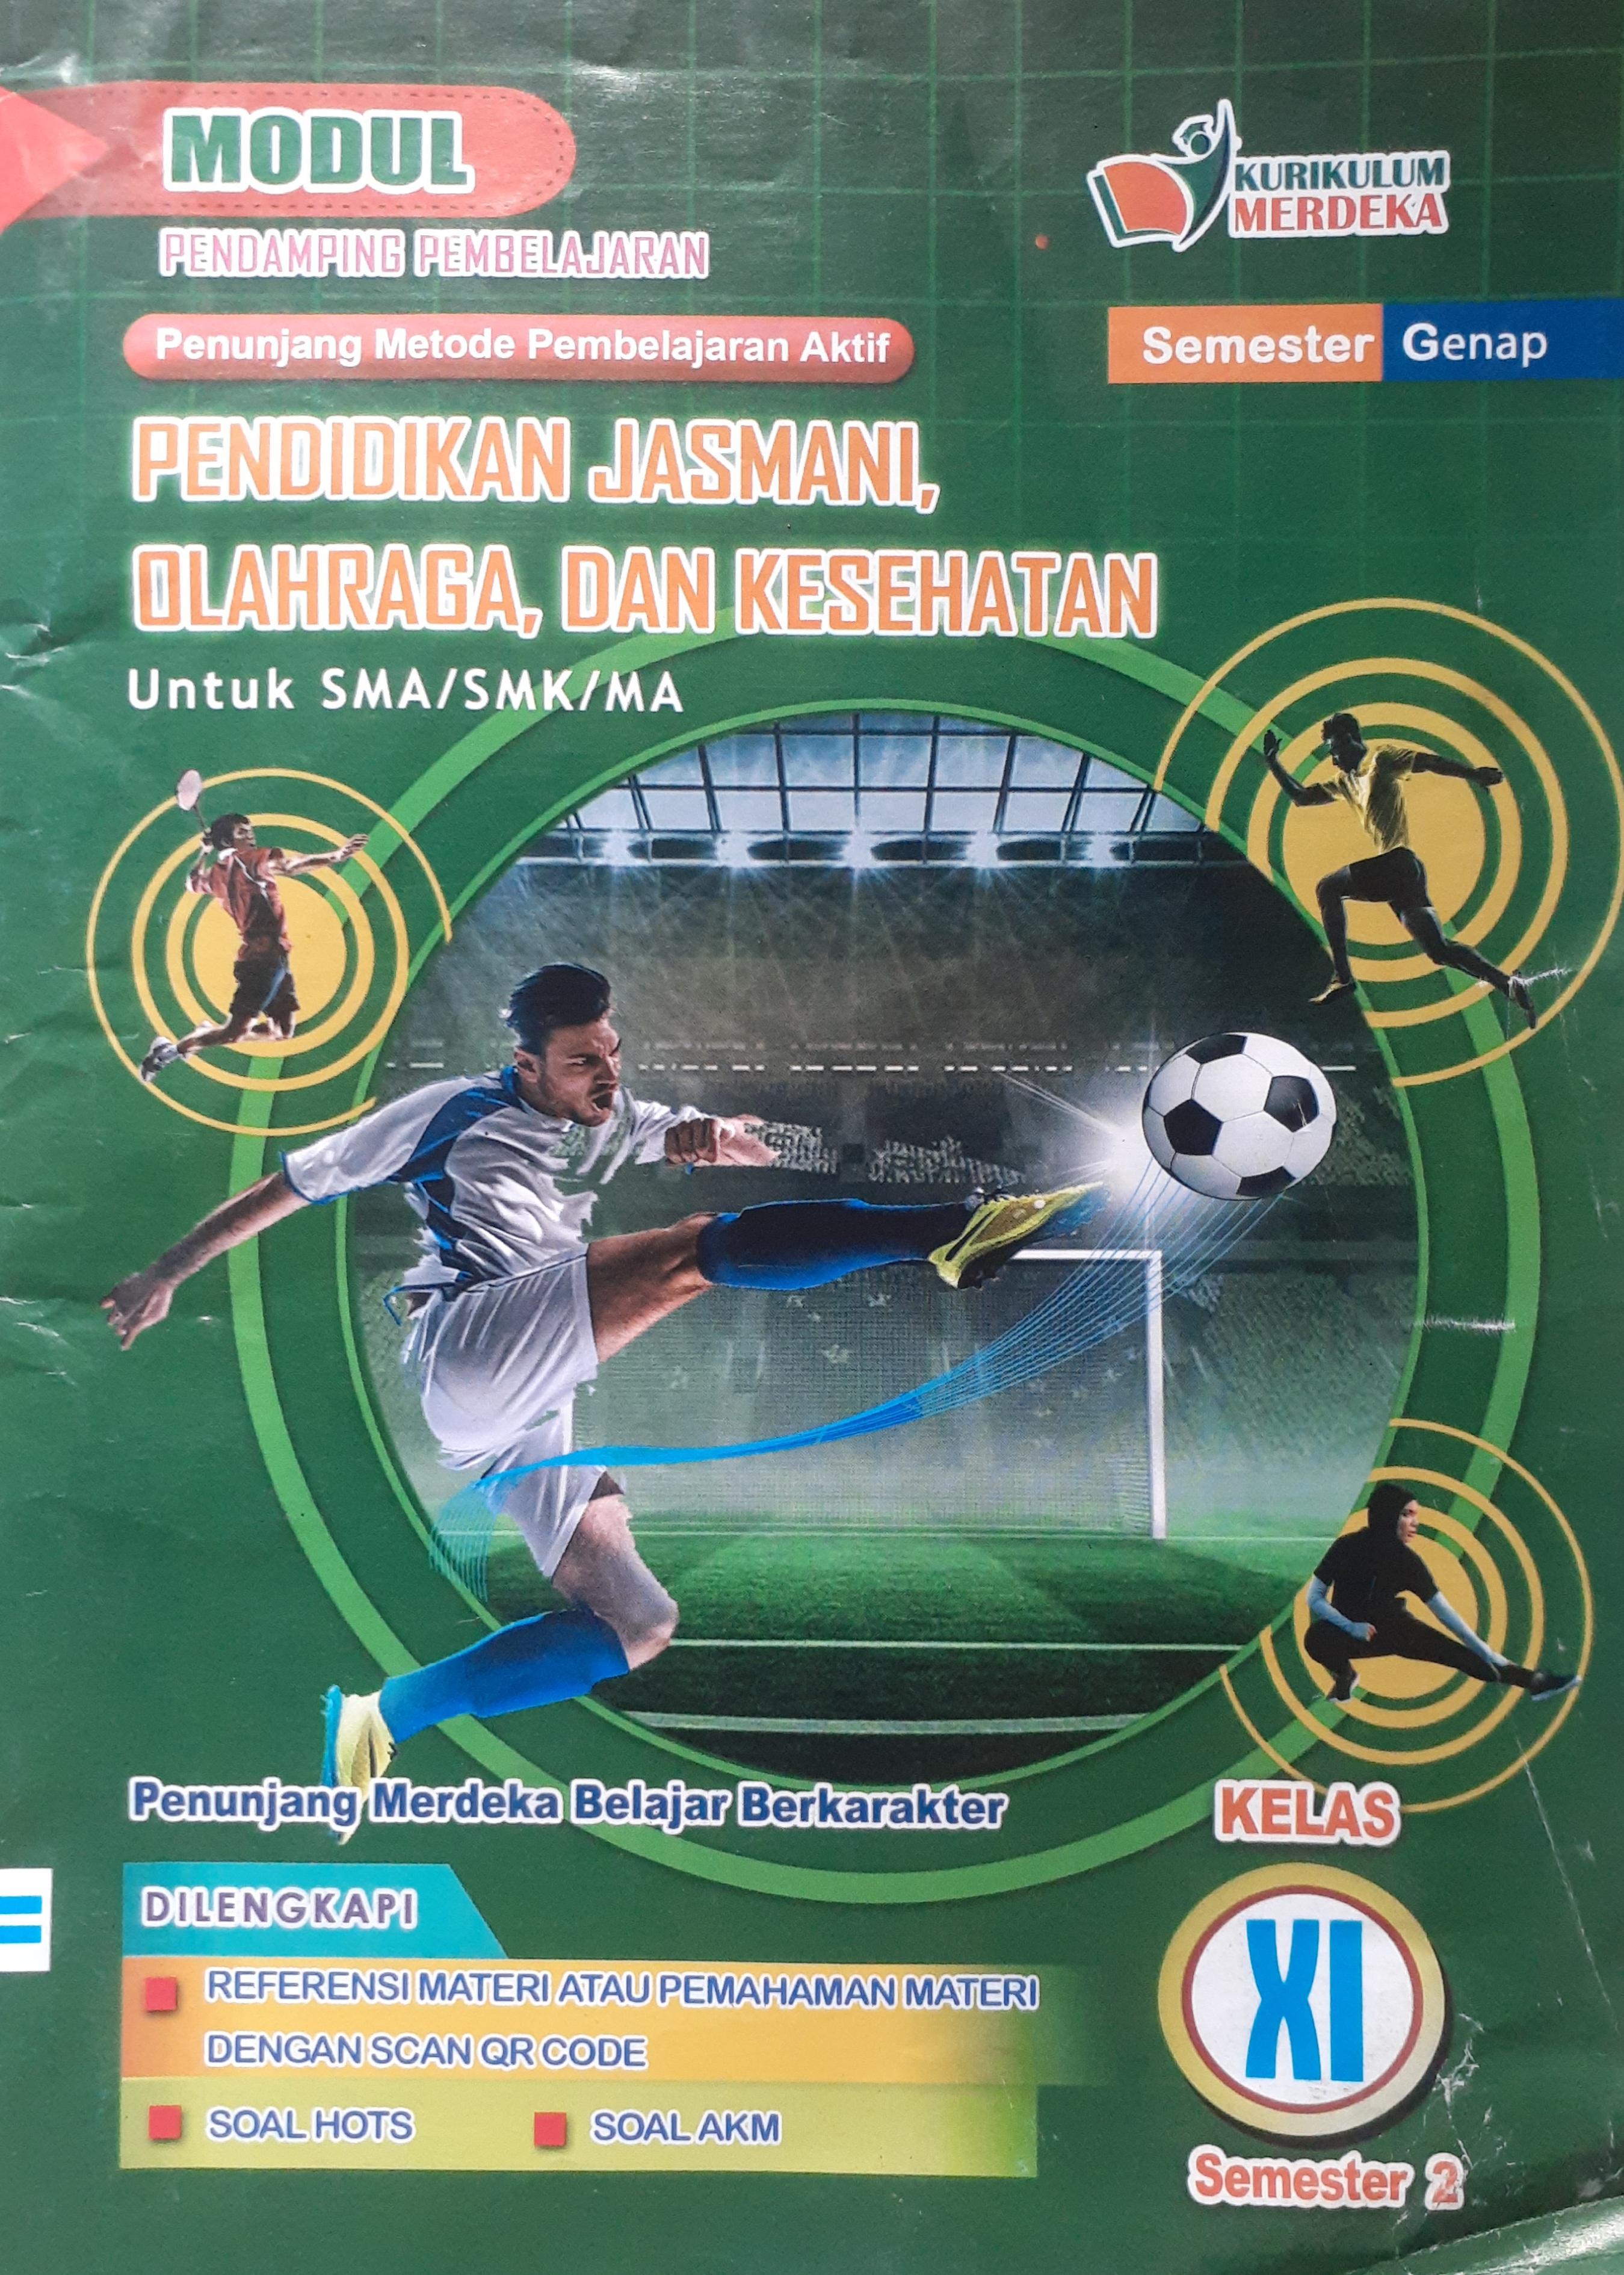 MODUL
PENDAMPING PEMBELAJARAN
KURIKULUM
MERDEKA
Penunjang Metode Pembelajaran Aktif
Semester Genap
PENDIDIKAN JASMANI,
OLAHRAGA, DAN KESEHATAN
Untuk SMA/SMK/MA
Penunjang Merdeka Belajar Berkarakter
KELAS
XI
Semester 2
DILENGKAPI
REFERENSI MATERI ATAU PEMAHAMAN MATERI
DENGAN SCAN QR CODE
SOAL HOTS
SOAL AKM